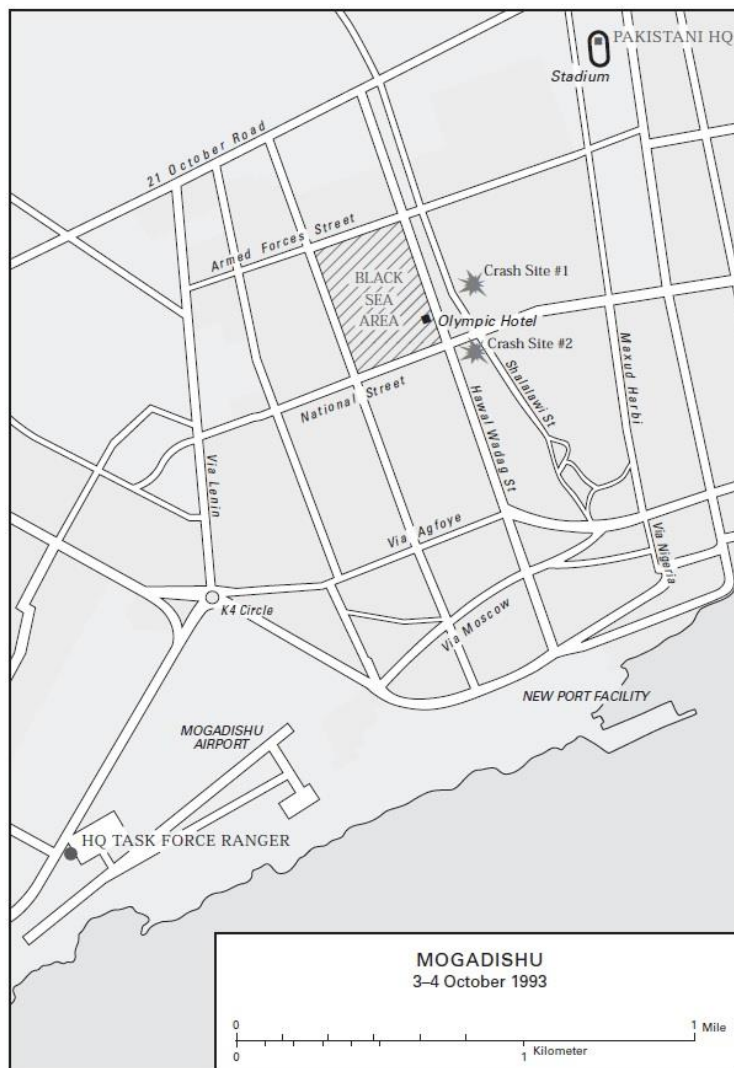 PAKISTANI HQ
Stadium
21 October Road
Armed Forces Street
BLACK
SEA
AREA
Crash Site #1
Olympic Hotel
Crash Site #2
National Street
Hawal Wadag St
Shalalawi St
Maxud Harbi
Via Lenin
Via Agfoye
Via Nigeria
K4 Circle
Via Moscow
NEW PORT FACILITY
MOGADISHU
AIRPORT
HQ TASK FORCE RANGER
MOGADISHU
3–4 October 1993
0
1 Mile
0
1 Kilometer